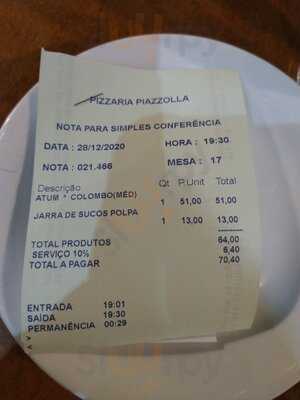 PIZZARIA PIAZZOLLA
NOTA PARA SIMPLES CONFERÊNCIA
DATA : 28/12/2020 HORA : 19:30
NOTA : 021.466 MESA : 17
Descrição Qt P.Unit Total
ATUM * COLOMBO(MÉD) 1 51,00 51,00
JARRA DE SUCOS POLPA 1 13,00 13,00
--------
TOTAL PRODUTOS 64,00
SERVIÇO 10% 6,40
TOTAL A PAGAR 70,40
ENTRADA 19:01
SAÍDA 19:30
PERMANÊNCIA 00:29
>
<